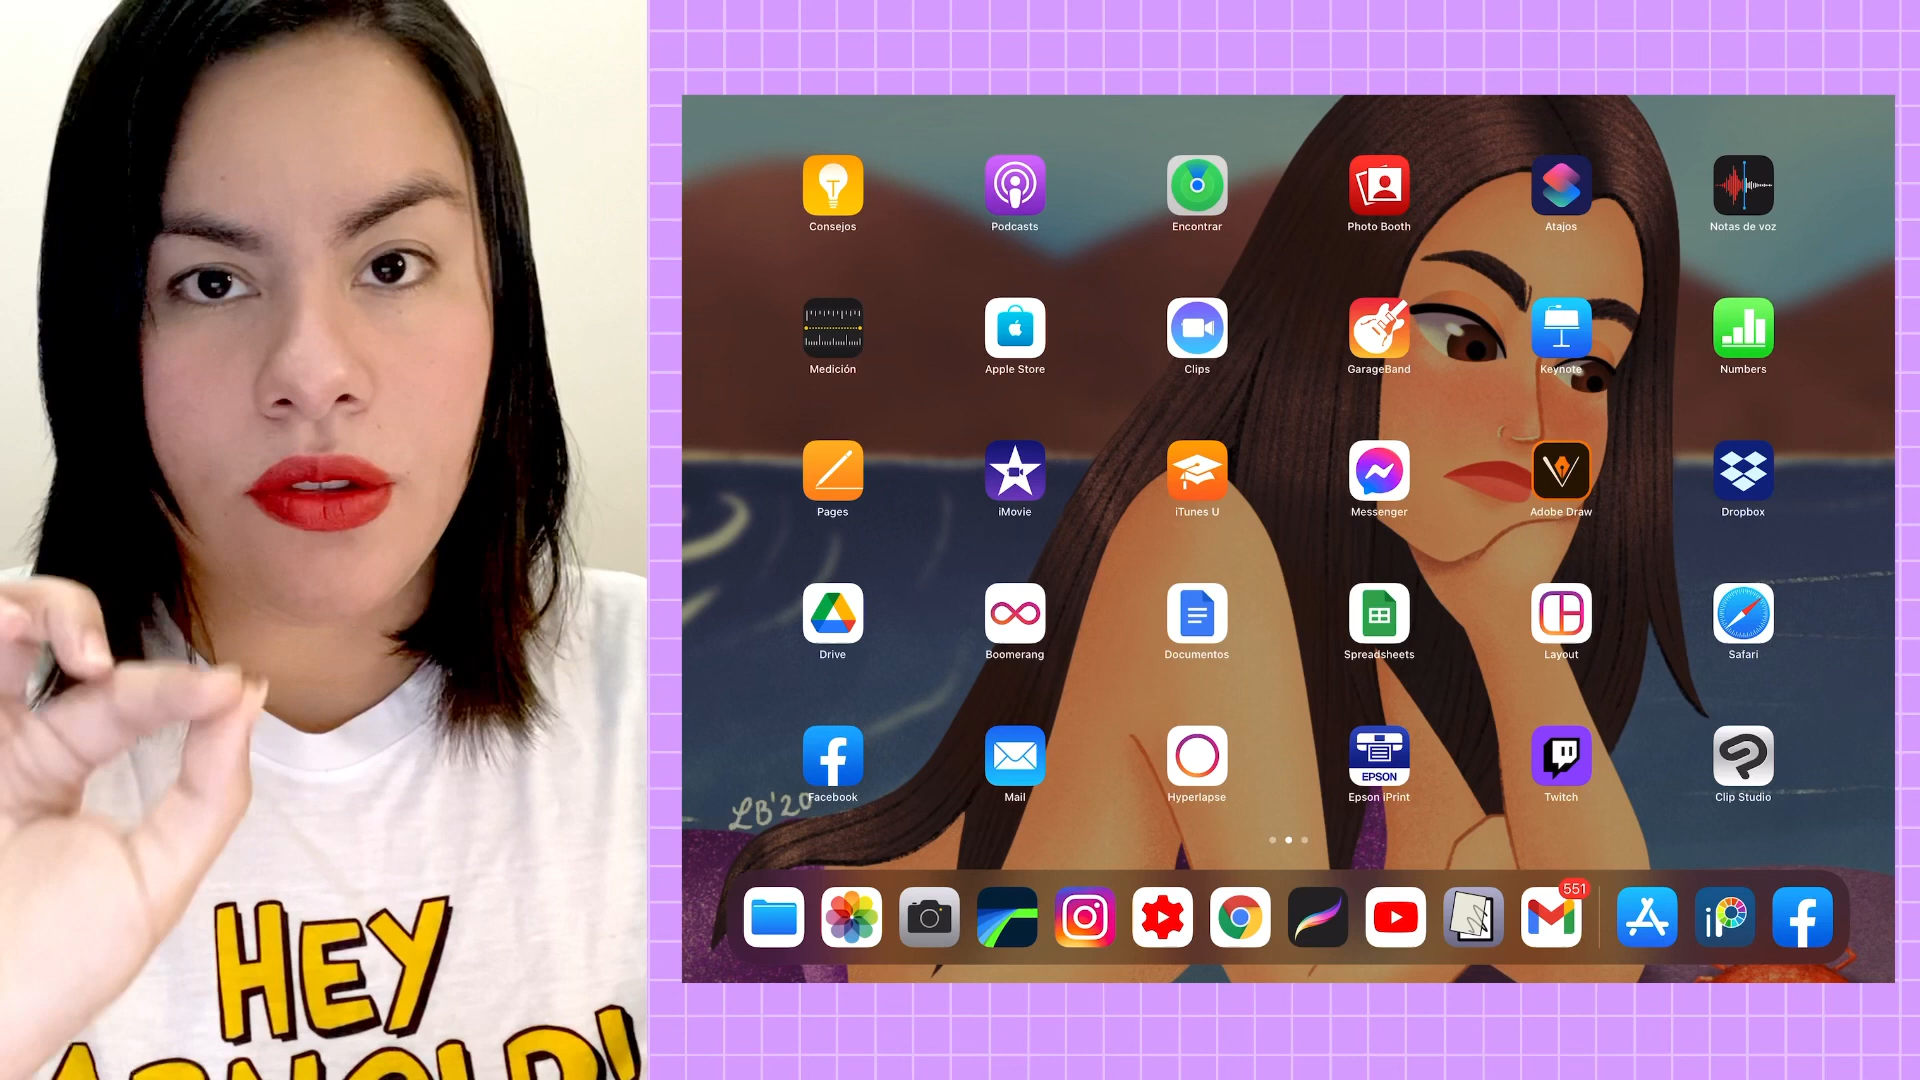 Consejos
Podcasts
Encontrar
Photo Booth
Atajos
Notas de voz
Medición
Apple Store
Clips
GarageBand
Keynote
Numbers
Pages
iMovie
iTunes U
Messenger
Adobe Draw
Dropbox
Drive
Boomerang
Documentos
Spreadsheets
Layout
Safari
EPSON
Facebook
Mail
Hyperlapse
Epson iPrint
Twitch
Clip Studio
LB'20
551
iP
HEY
ARNOLD!